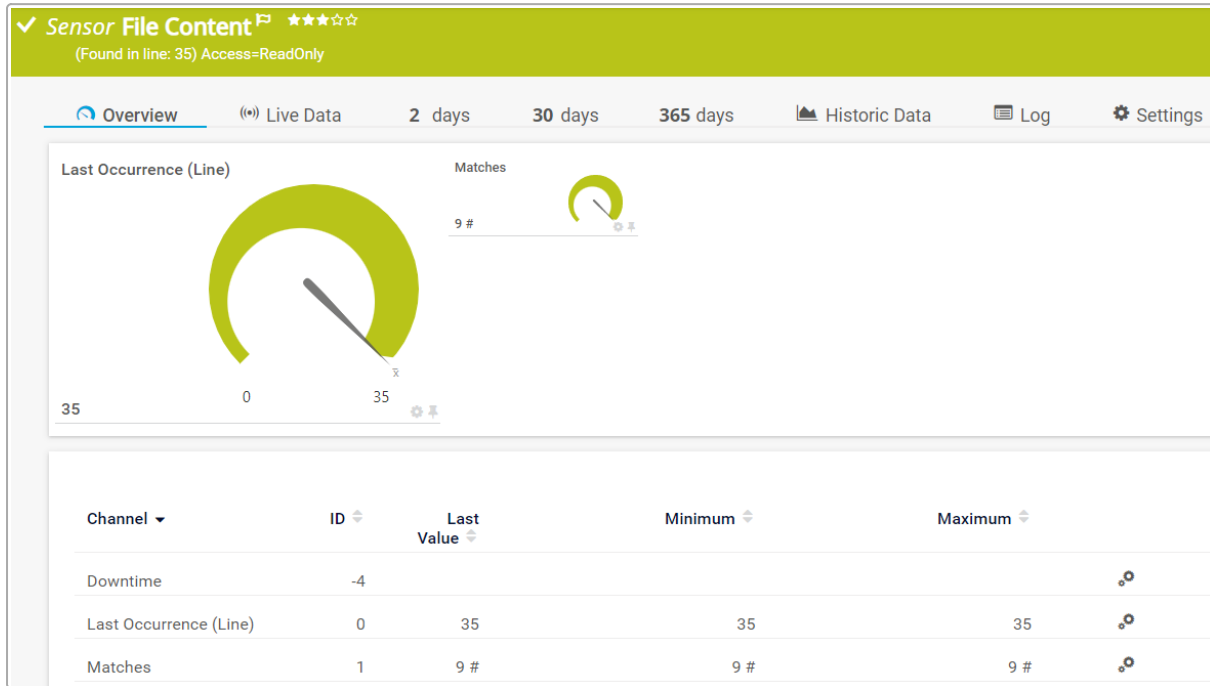 Sensor File Content
(Found in line: 35) Access=ReadOnly
Overview Live Data 2 days 30 days 365 days Historic Data Log Settings
Last Occurrence (Line)
Matches
9 #
x̄
0 35
35
Channel ID Last Value Minimum Maximum
Downtime -4
Last Occurrence (Line) 0 35 35 35
Matches 1 9 # 9 # 9 #